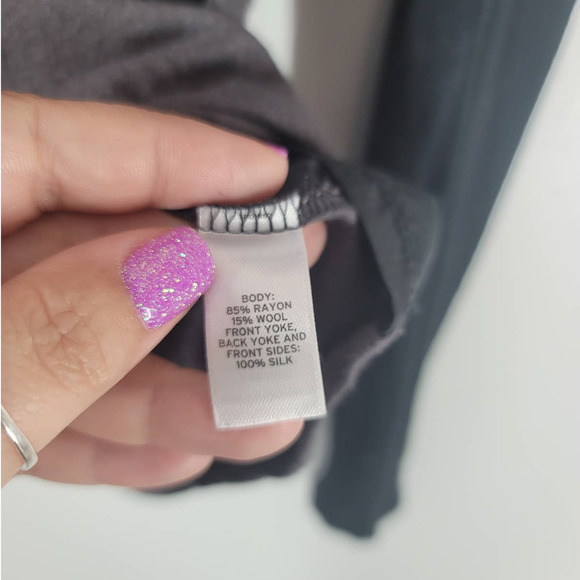 BODY:
85% RAYON
15% WOOL
FRONT YOKE,
BACK YOKE AND
FRONT SIDES:
100% SILK